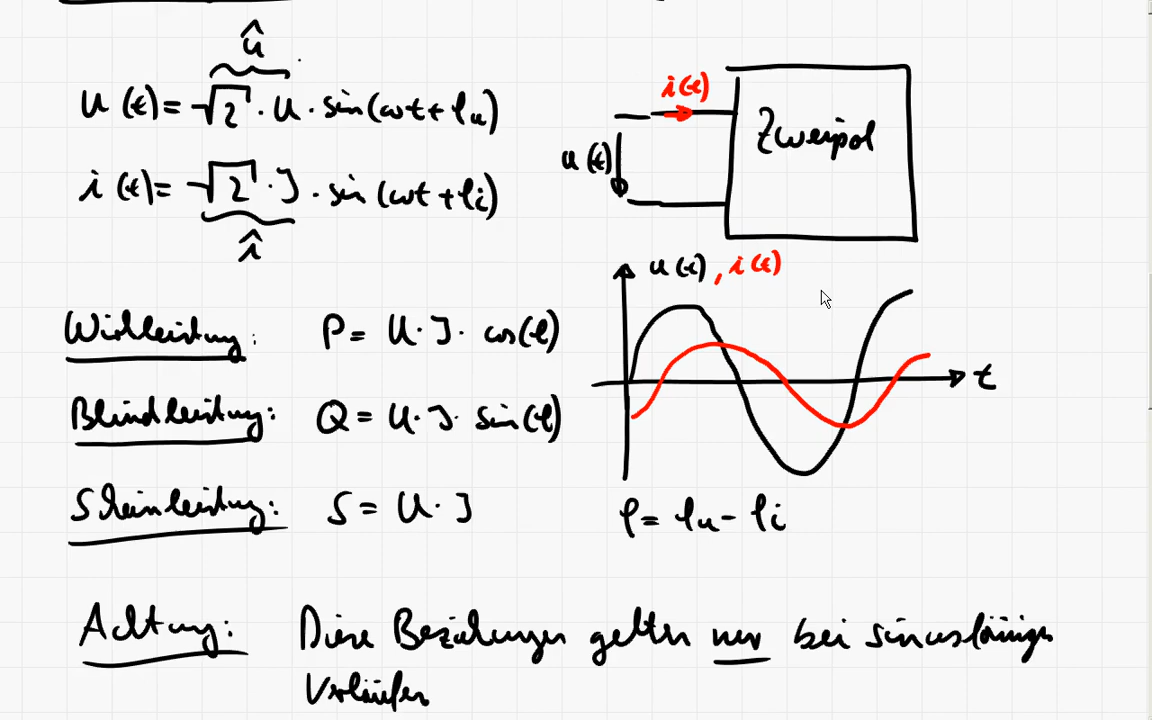 û
u(t) = √2 · U · sin(ωt + φu)
i(t) = √2 · I · sin(ωt + φi)
î
i(t)
u(t)
Zweipol
u(t), i(t)
t
Wirkleistung: P = U · I · cos(φ)
Blindleistung: Q = U · I · sin(φ)
Scheinleistung: S = U · I
φ = φu - φi
Achtung: Diese Beziehungen gelten nur bei sinusförmigen
Verläufen